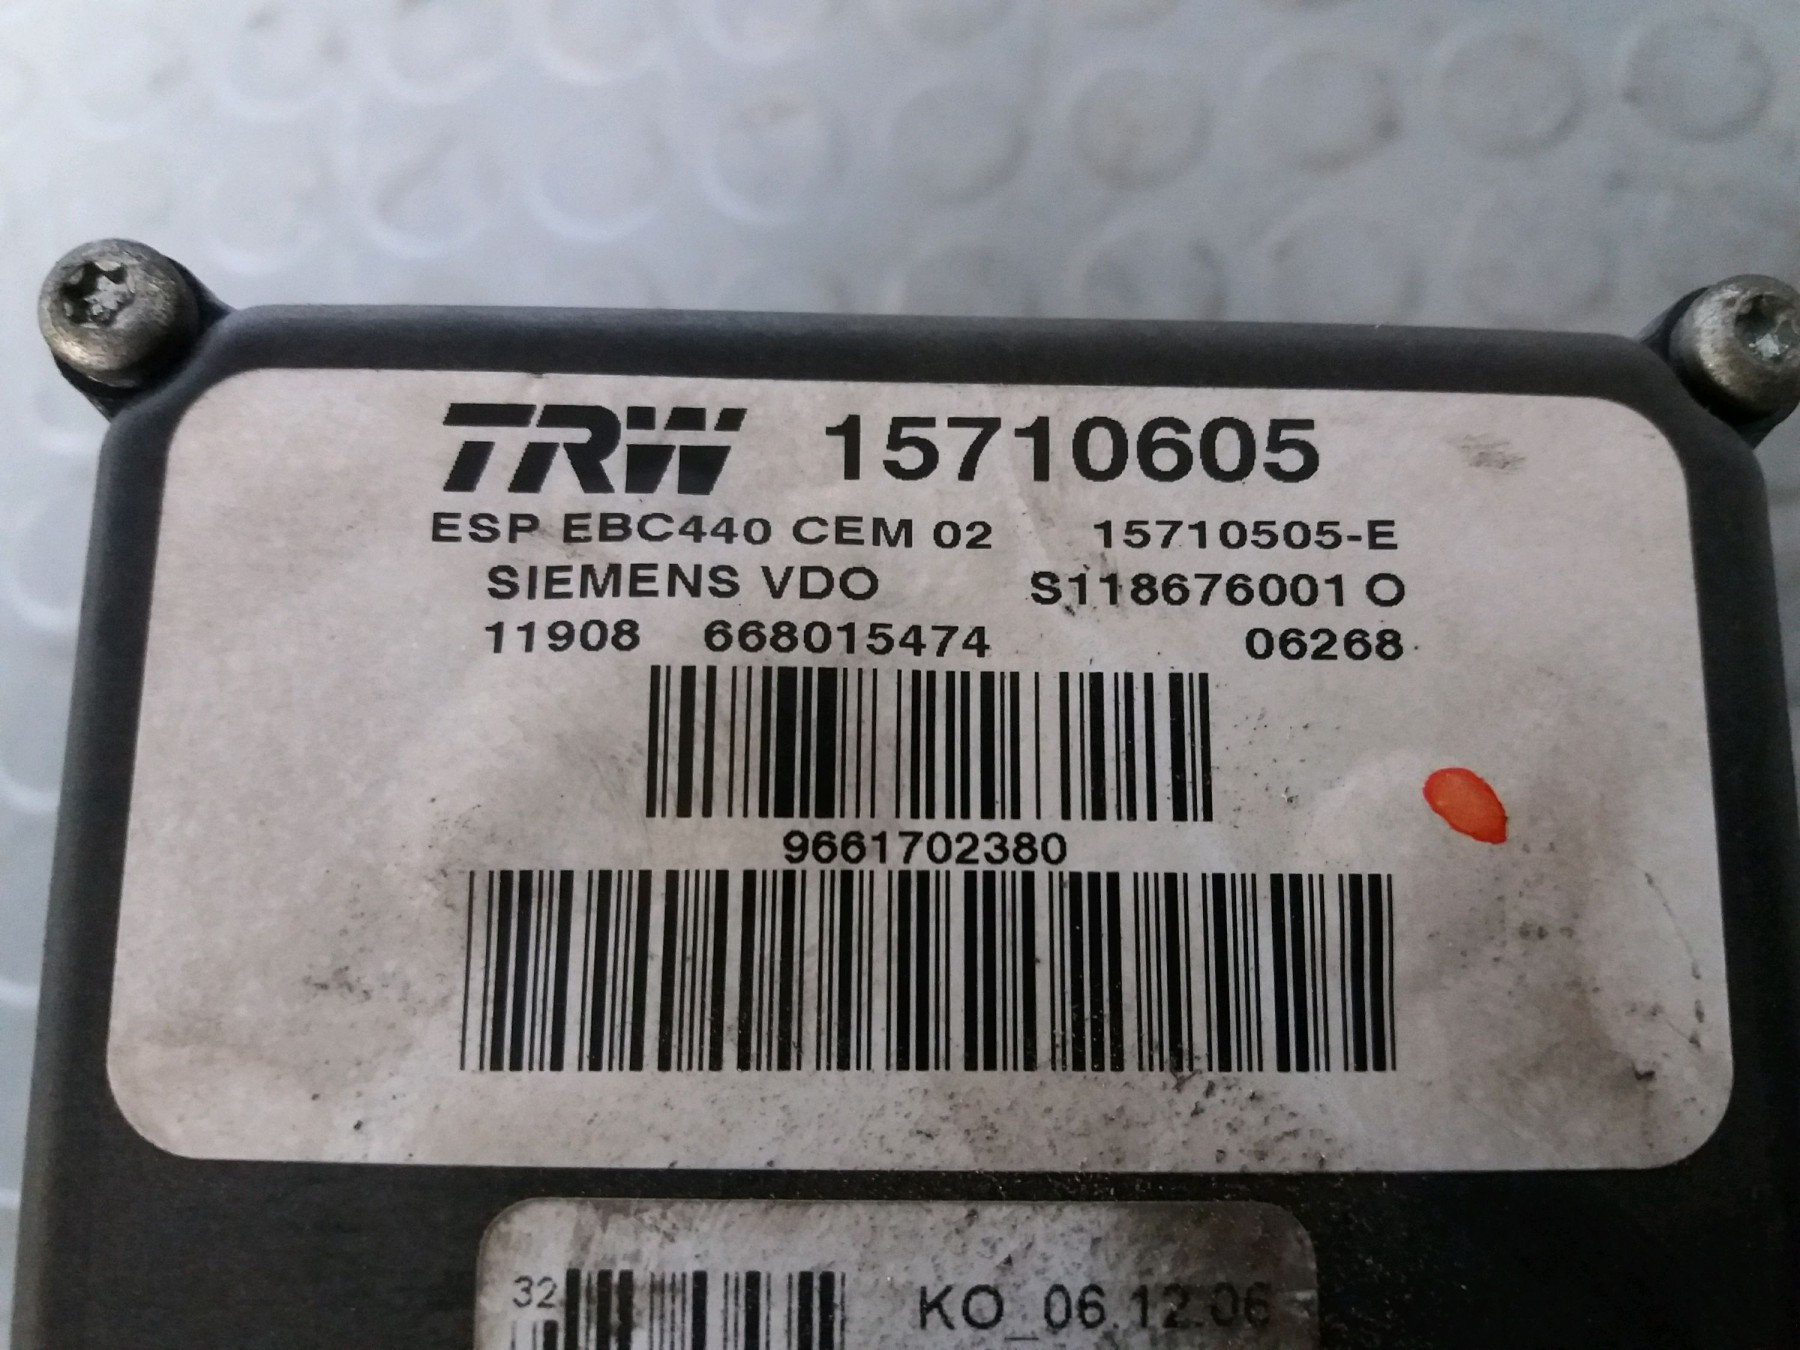 TRW 15710605
ESP EBC440 CEM 02 15710505-E
SIEMENS VDO S118676001 O
11908 668015474 06268
9661702380
32 KO_06.12.06